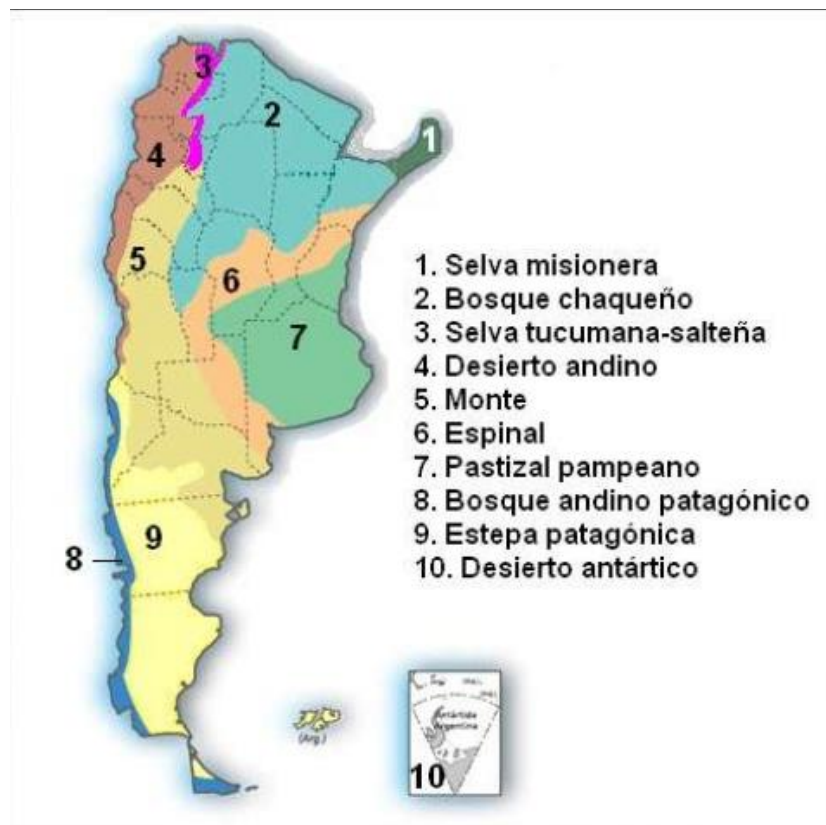 3
2
1
4
5
6
7
8
9
1. Selva misionera
2. Bosque chaqueño
3. Selva tucumana-salteña
4. Desierto andino
5. Monte
6. Espinal
7. Pastizal pampeano
8. Bosque andino patagónico
9. Estepa patagónica
10. Desierto antártico
(Arg.)
Antártida
Argentina
10